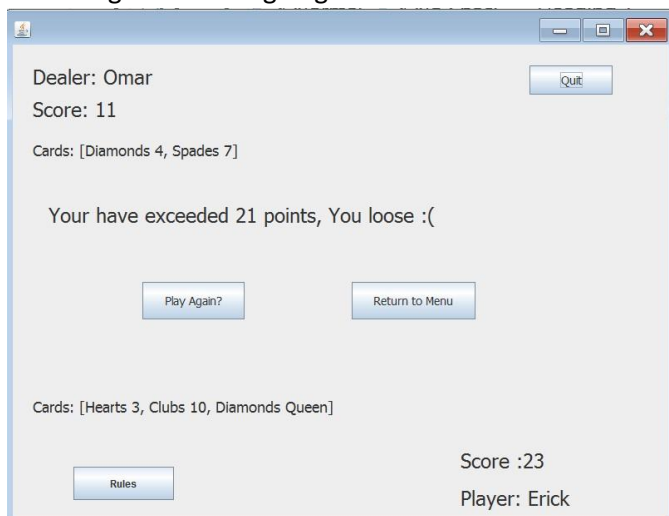 Dealer: Omar
Quit
Score: 11
Cards: [Diamonds 4, Spades 7]
Your have exceeded 21 points, You loose :(
Play Again?
Return to Menu
Cards: [Hearts 3, Clubs 10, Diamonds Queen]
Score :23
Rules
Player: Erick